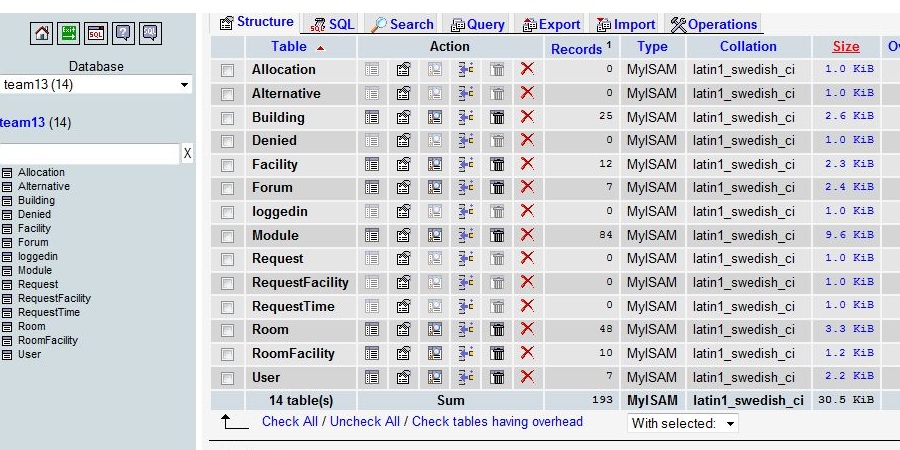 Database
team13 (14)
team13 (14)
X
Allocation
Alternative
Building
Denied
Facility
Forum
loggedin
Module
Request
RequestFacility
RequestTime
Room
RoomFacility
User
Structure SQL Search Query Export Import Operations
Table Action Records 1 Type Collation Size Ov
Allocation 0 MyISAM latin1_swedish_ci 1.0 KiB
Alternative 0 MyISAM latin1_swedish_ci 1.0 KiB
Building 25 MyISAM latin1_swedish_ci 2.6 KiB
Denied 0 MyISAM latin1_swedish_ci 1.0 KiB
Facility 12 MyISAM latin1_swedish_ci 2.3 KiB
Forum 7 MyISAM latin1_swedish_ci 2.4 KiB
loggedin 0 MyISAM latin1_swedish_ci 1.0 KiB
Module 84 MyISAM latin1_swedish_ci 9.6 KiB
Request 0 MyISAM latin1_swedish_ci 1.0 KiB
RequestFacility 0 MyISAM latin1_swedish_ci 1.0 KiB
RequestTime 0 MyISAM latin1_swedish_ci 1.0 KiB
Room 48 MyISAM latin1_swedish_ci 3.3 KiB
RoomFacility 10 MyISAM latin1_swedish_ci 1.2 KiB
User 7 MyISAM latin1_swedish_ci 2.2 KiB
14 table(s) Sum 193 MyISAM latin1_swedish_ci 30.5 KiB
Check All / Uncheck All / Check tables having overhead With selected: